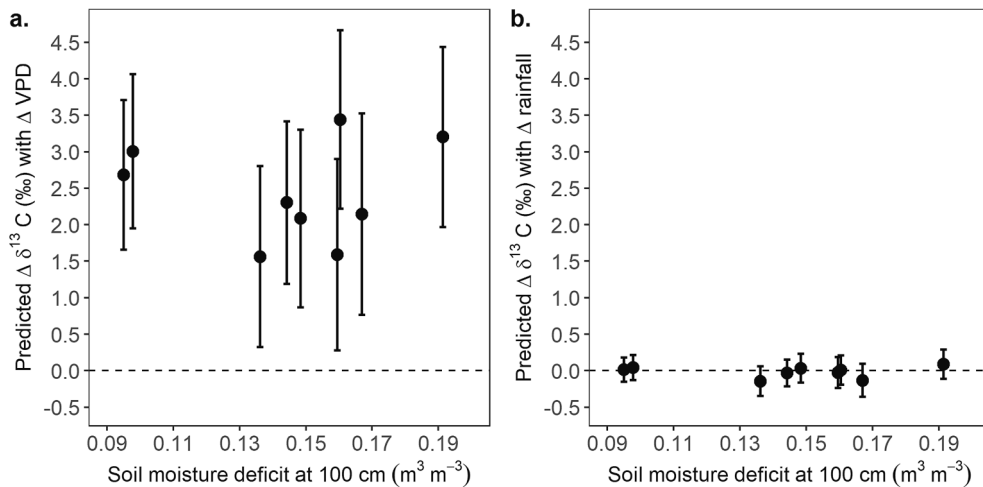 a.
Predicted Δ δ¹³ C (‰) with Δ VPD
4.5
4.0
3.5
3.0
2.5
2.0
1.5
1.0
0.5
0.0
-0.5
0.09 0.11 0.13 0.15 0.17 0.19
Soil moisture deficit at 100 cm (m³ m⁻³)
b.
Predicted Δ δ¹³ C (‰) with Δ rainfall
4.5
4.0
3.5
3.0
2.5
2.0
1.5
1.0
0.5
0.0
-0.5
0.09 0.11 0.13 0.15 0.17 0.19
Soil moisture deficit at 100 cm (m³ m⁻³)